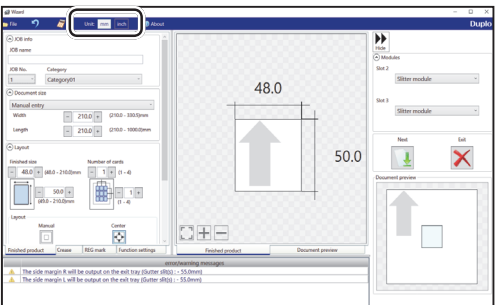 Wizard
File
Unit: mm inch
About
Duplo
JOB info
JOB name
JOB No. Category
1 Category01
Document size
Manual entry
Width - 210.0 + (210.0 - 330.5)mm
Length - 210.0 + (210.0 - 1000.0)mm
Layout
Finished size Number of cards
- 48.0 + (48.0 - 210.0)mm - 1 + (1 - 4)
- 50.0 + - 1 +
(49.0 - 210.0)mm (1 - 4)
Layout
Manual Center
Finished product Crease REG mark Function settings
48.0
50.0
Finished product Document preview
Hide
Modules
Slot 2
Slitter module
Slot 3
Slitter module
Next Exit
Document preview
error/warning messages
The side margin R will be output on the exit tray (Gutter slit(s) : - 55.0mm)
The side margin L will be output on the exit tray (Gutter slit(s) : - 55.0mm)